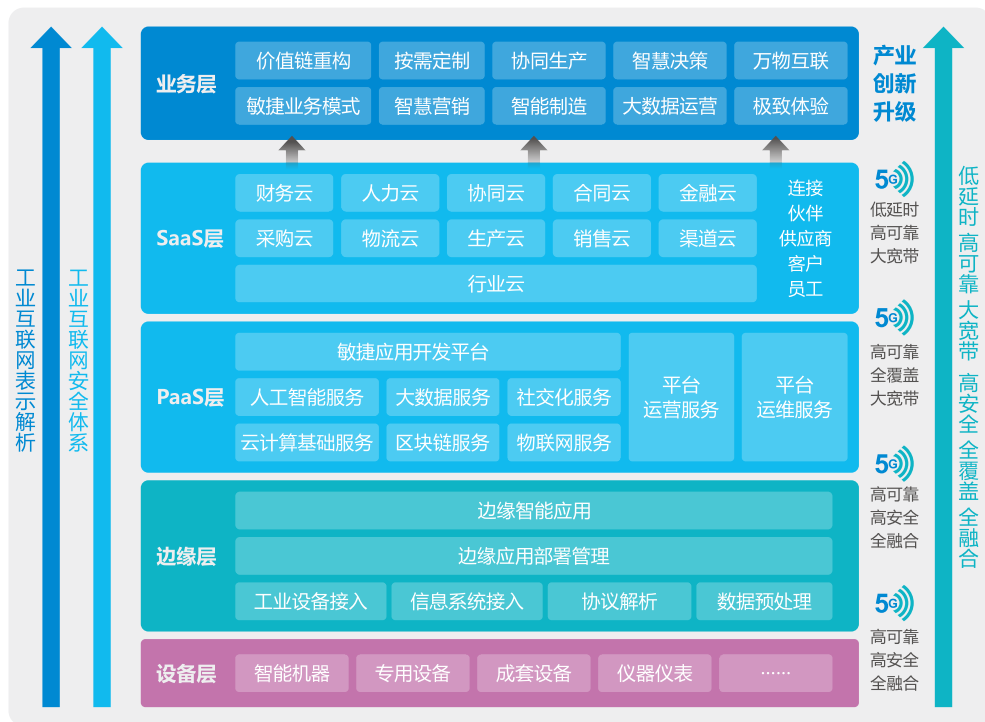 工业互联网表示解析
工业互联网安全体系
业务层
价值链重构
按需定制
协同生产
智慧决策
万物互联
敏捷业务模式
智慧营销
智能制造
大数据运营
极致体验
产业
创新
升级
SaaS层
财务云
人力云
协同云
合同云
金融云
采购云
物流云
生产云
销售云
渠道云
行业云
连接
伙伴
供应商
客户
员工
5G
低延时
高可靠
大宽带
PaaS层
敏捷应用开发平台
人工智能服务
大数据服务
社交化服务
云计算基础服务
区块链服务
物联网服务
平台
运营服务
平台
运维服务
5G
高可靠
全覆盖
大宽带
边缘层
边缘智能应用
边缘应用部署管理
工业设备接入
信息系统接入
协议解析
数据预处理
5G
高可靠
高安全
全融合
设备层
智能机器
专用设备
成套设备
仪器仪表
······
5G
高可靠
高安全
全融合
低延时 高可靠 大宽带 高安全 全覆盖 全融合